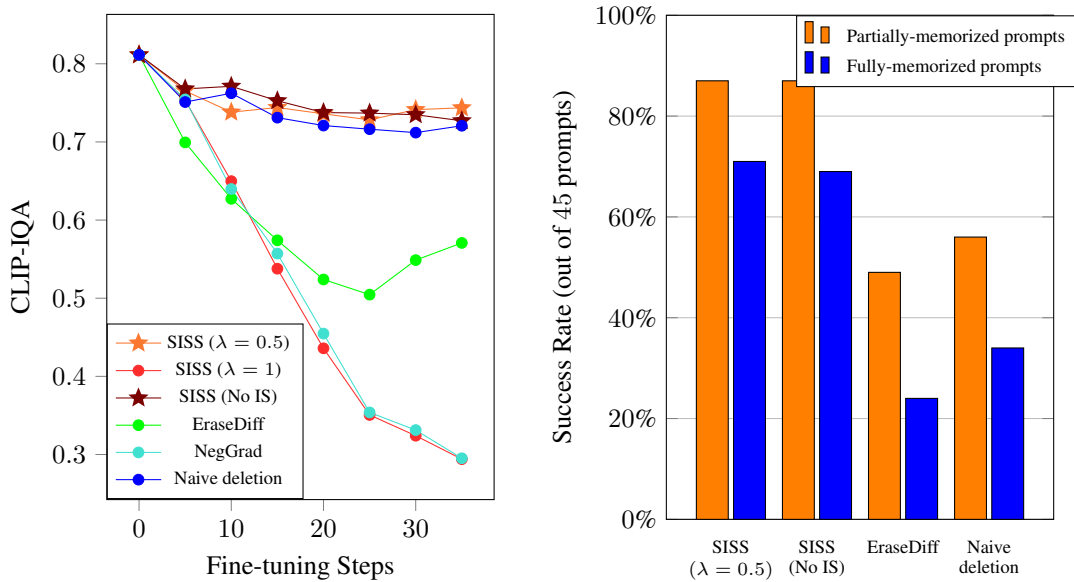 0.8
0.7
0.6
0.5
0.4
0.3
CLIP-IQA
SISS (λ = 0.5)
SISS (λ = 1)
SISS (No IS)
EraseDiff
NegGrad
Naive deletion
0
10
20
30
Fine-tuning Steps
100%
80%
60%
40%
20%
0%
Success Rate (out of 45 prompts)
Partially-memorized prompts
Fully-memorized prompts
SISS
(λ = 0.5)
SISS
(No IS)
EraseDiff
Naive
deletion